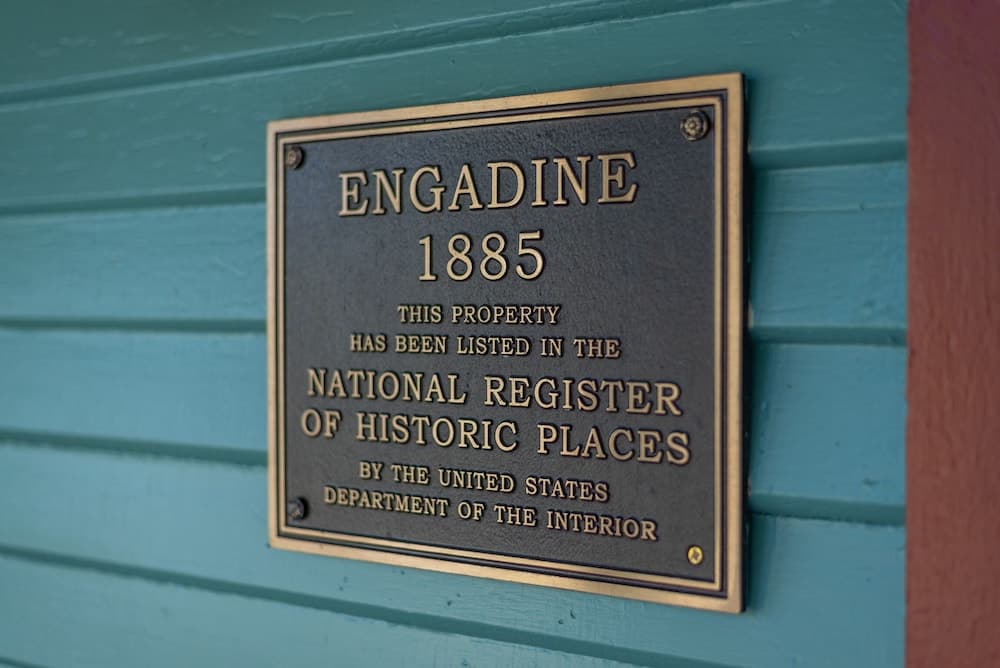 ENGADINE
1885
THIS PROPERTY
HAS BEEN LISTED IN THE
NATIONAL REGISTER
OF HISTORIC PLACES
BY THE UNITED STATES
DEPARTMENT OF THE INTERIOR